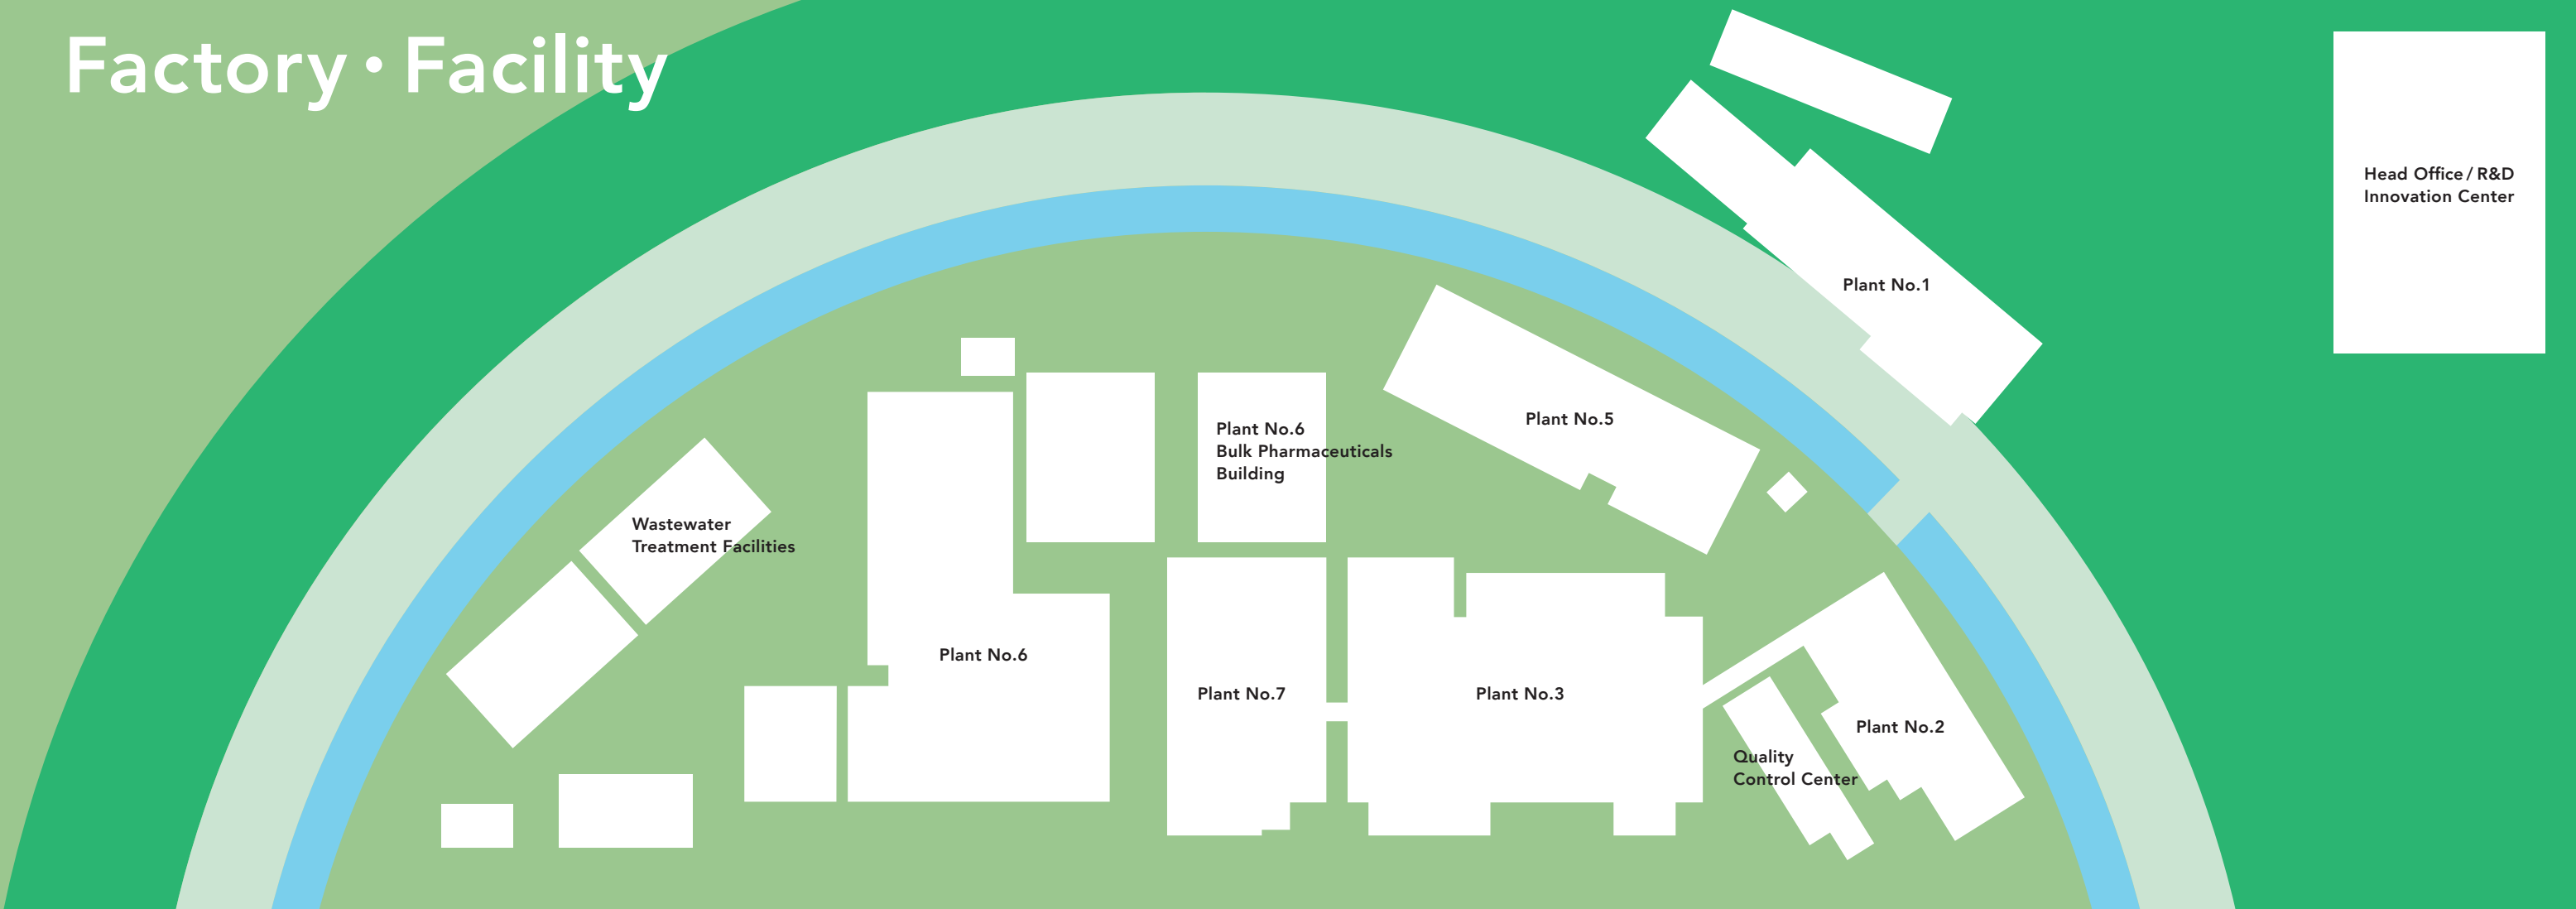 Factory・Facility
Head Office / R&D
Innovation Center
Plant No.1
Plant No.5
Plant No.6
Bulk Pharmaceuticals
Building
Wastewater
Treatment Facilities
Plant No.6
Plant No.7
Plant No.3
Plant No.2
Quality
Control Center